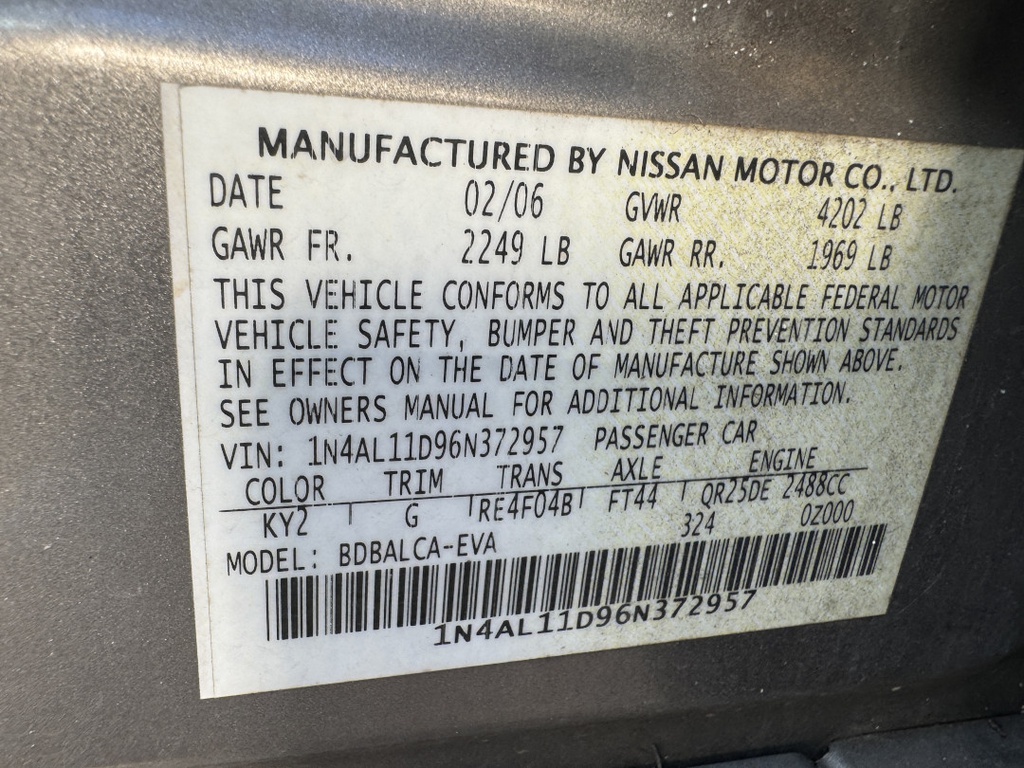 MANUFACTURED BY NISSAN MOTOR CO., LTD.
DATE 02/06 GVWR 4202 LB
GAWR FR. 2249 LB GAWR RR. 1969 LB
THIS VEHICLE CONFORMS TO ALL APPLICABLE FEDERAL MOTOR
VEHICLE SAFETY, BUMPER AND THEFT PREVENTION STANDARDS
IN EFFECT ON THE DATE OF MANUFACTURE SHOWN ABOVE.
SEE OWNERS MANUAL FOR ADDITIONAL INFORMATION.
VIN: 1N4AL11D96N372957 PASSENGER CAR
COLOR TRIM TRANS AXLE ENGINE
KY2 G RE4F04B FT44 QR25DE 2488CC
MODEL: BDBALCA-EVA 324 0Z000
1N4AL11D96N372957